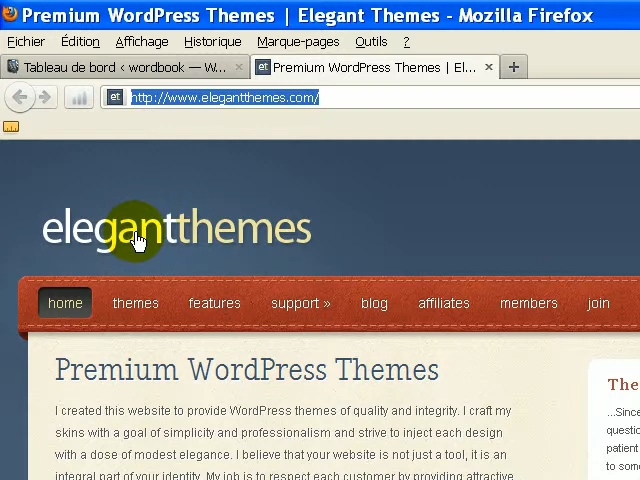 Premium WordPress Themes | Elegant Themes - Mozilla Firefox
Fichier Édition Affichage Historique Marque-pages Outils ?
Tableau de bord ‹ wordbook — W... Premium WordPress Themes | El...
et http://www.elegantthemes.com/
elegantthemes
home themes features support » blog affiliates members join
Premium WordPress Themes
The
I created this website to provide WordPress themes of quality and integrity. I craft my
...Since
skins with a goal of simplicity and professionalism and strive to inject each design
questio
with a dose of modest elegance. I believe that your website is not just a tool, it is an
patient
to som
integral part of your identity. My job is to respect each customer by providing attractive